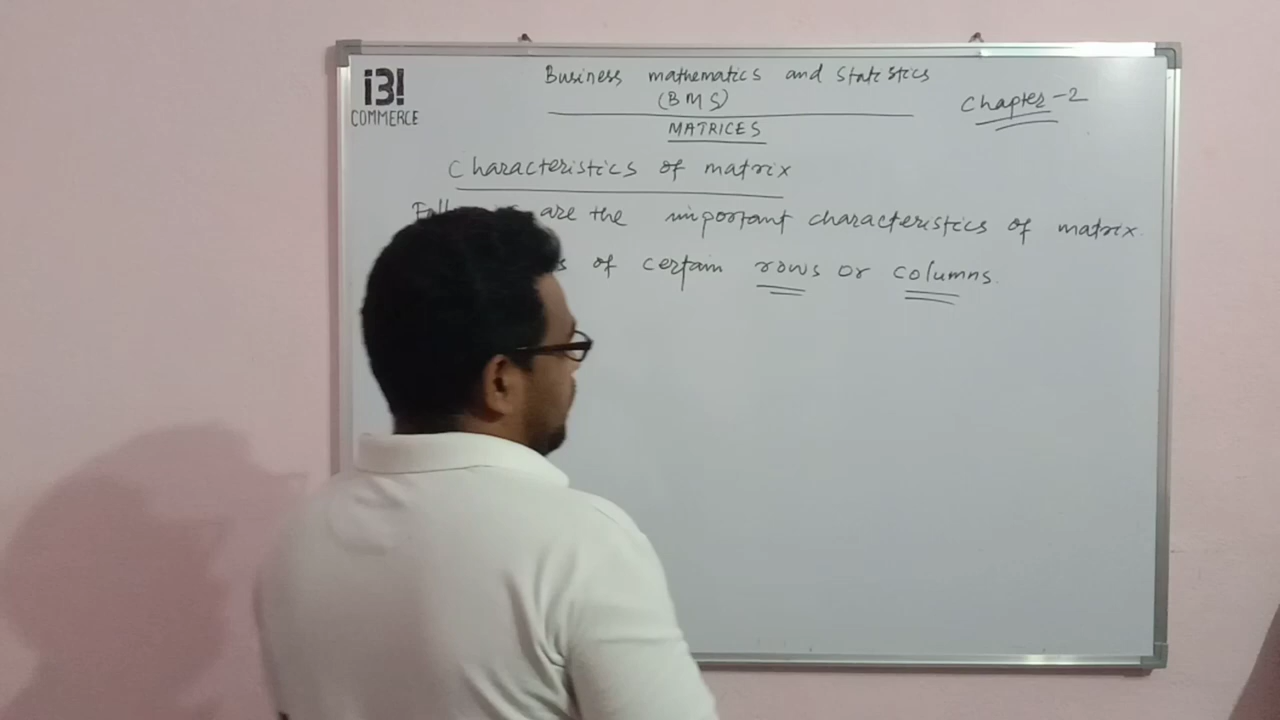 i3!
COMMERCE
Business mathematics and statistics
(BMS)
Chapter-2
MATRICES
Characteristics of matrix
are the important characteristics of matrix.
of certain rows or columns.